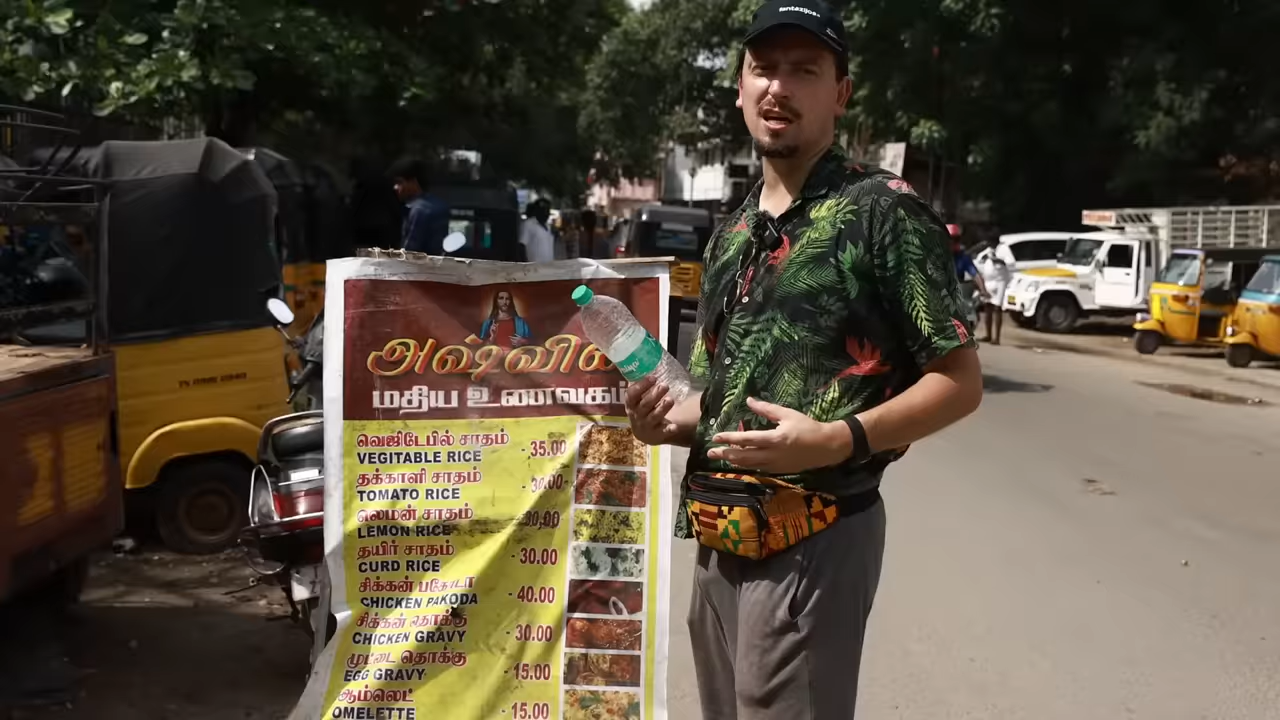 fantazijos
அஷ்வின்
மதிய உணவகம்
வெஜிடேபில் சாதம்
VEGITABLE RICE - 35.00
தக்காளி சாதம்
TOMATO RICE - 30.00
லெமன் சாதம்
LEMON RICE - 30.00
தயிர் சாதம்
CURD RICE - 30.00
சிக்கன் பகோடா
CHICKEN PAKODA - 40.00
சிக்கன் தொக்கு
CHICKEN GRAVY - 30.00
முட்டை தொக்கு
EGG GRAVY - 15.00
ஆம்லெட்
OMELETTE - 15.00